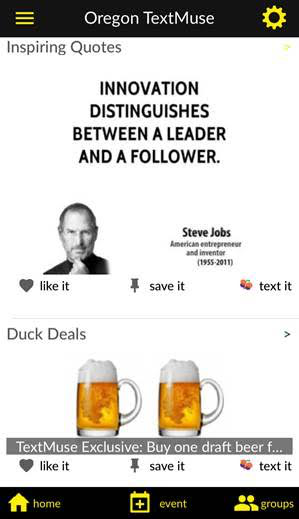 Oregon TextMuse
Inspiring Quotes >
INNOVATION
DISTINGUISHES
BETWEEN A LEADER
AND A FOLLOWER.
Steve Jobs
American entrepreneur
and inventor
(1955-2011)
like it save it text it
Duck Deals >
TextMuse Exclusive: Buy one draft beer f...
like it save it text it
home event groups